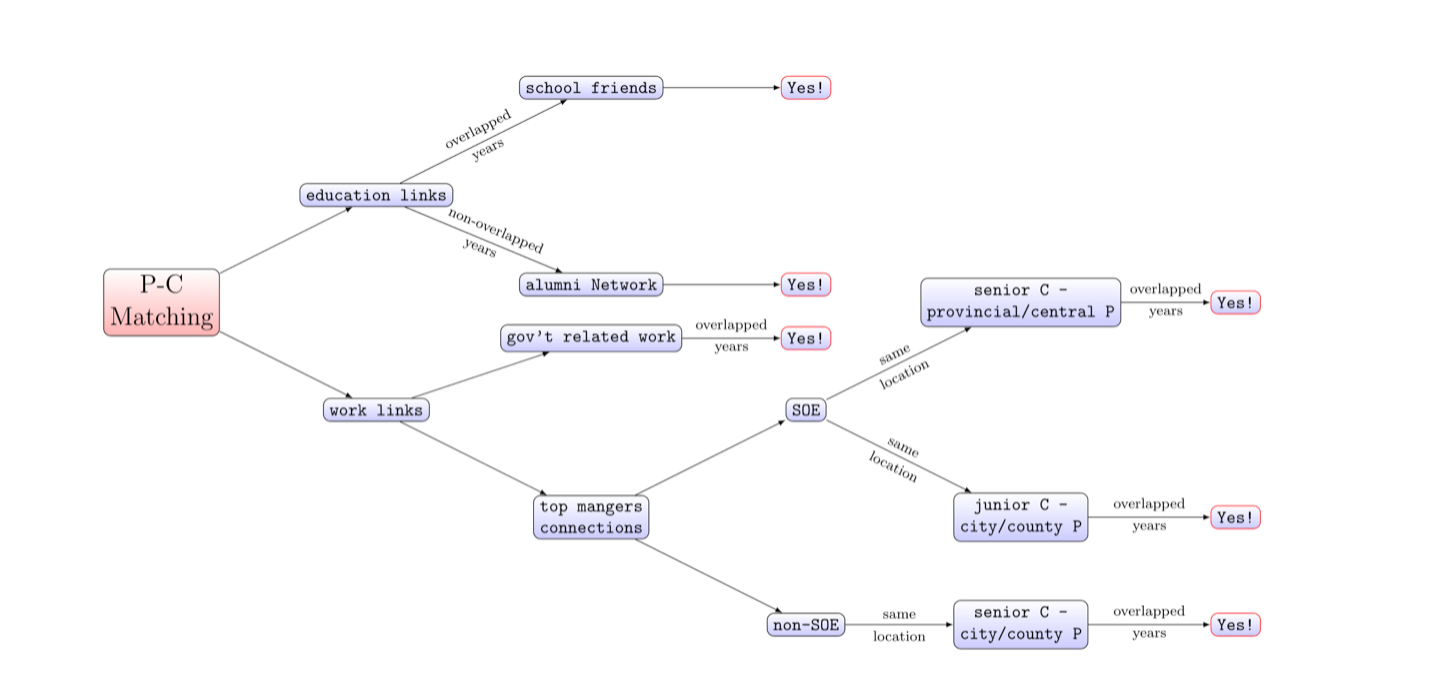 school friends
Yes!
overlapped
years
education links
non-overlapped
years
alumni Network
Yes!
P-C
Matching
gov't related work
overlapped
years
Yes!
work links
top mangers
connections
SOE
same
location
senior C -
provincial/central P
overlapped
years
Yes!
same
location
junior C -
city/county P
overlapped
years
Yes!
non-SOE
same
location
senior C -
city/county P
overlapped
years
Yes!